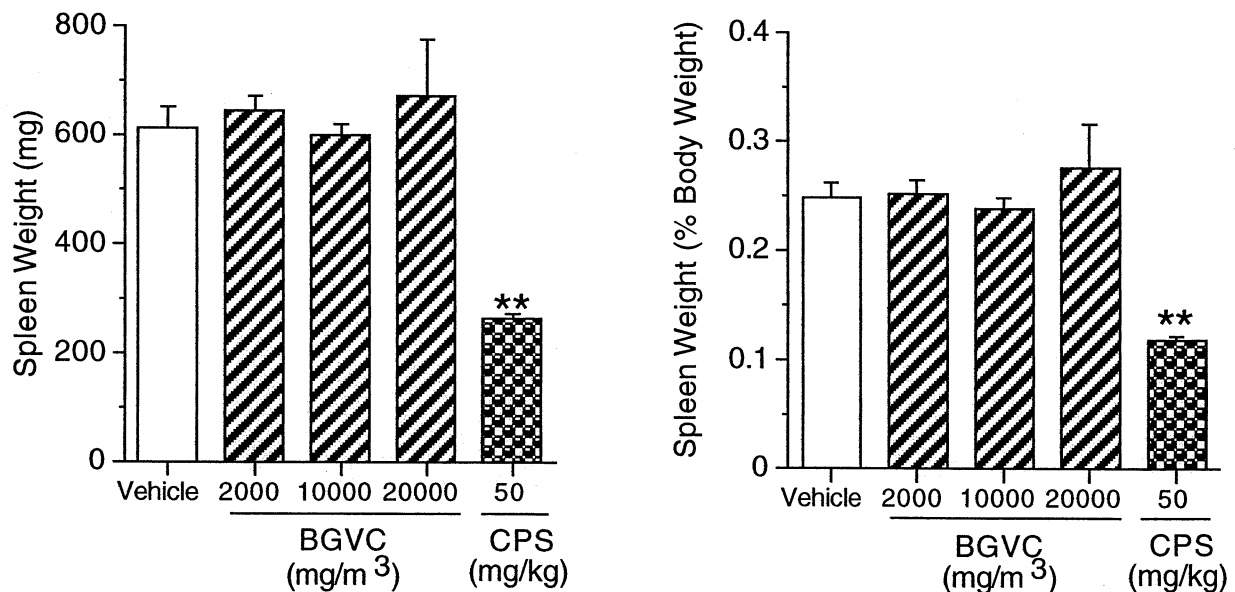 Spleen Weight (mg)
800
600
400
200
0
**
Vehicle 2000 10000 20000 50
BGVC CPS
(mg/m 3) (mg/kg)
Spleen Weight (% Body Weight)
0.4
0.3
0.2
0.1
0
**
Vehicle 2000 10000 20000 50
BGVC CPS
(mg/m 3) (mg/kg)